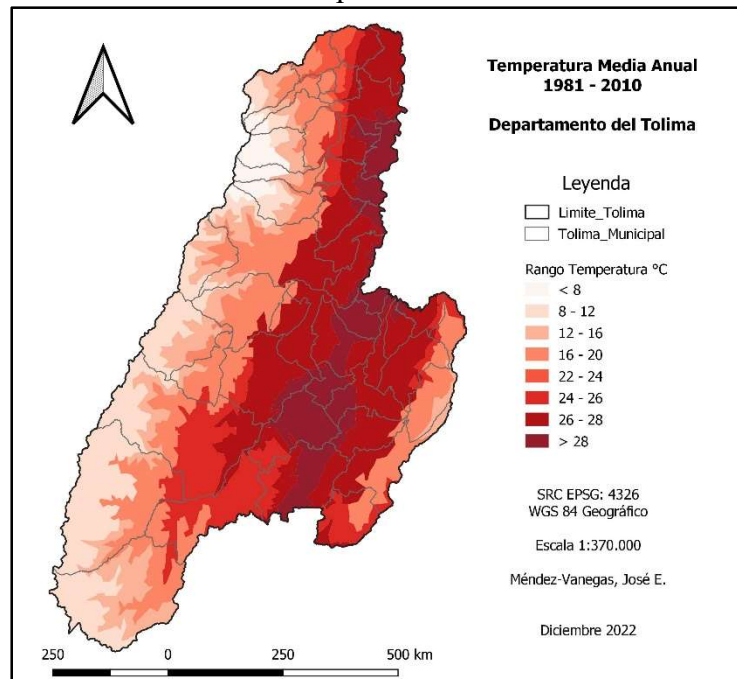 Temperatura Media Anual
1981 - 2010
Departamento del Tolima
Leyenda
Limite_Tolima
Tolima_Municipal
Rango Temperatura °C
< 8
8 - 12
12 - 16
16 - 20
22 - 24
24 - 26
26 - 28
> 28
SRC EPSG: 4326
WGS 84 Geográfico
Escala 1:370.000
Méndez-Vanegas, José E.
Diciembre 2022
250 0 250 500 km